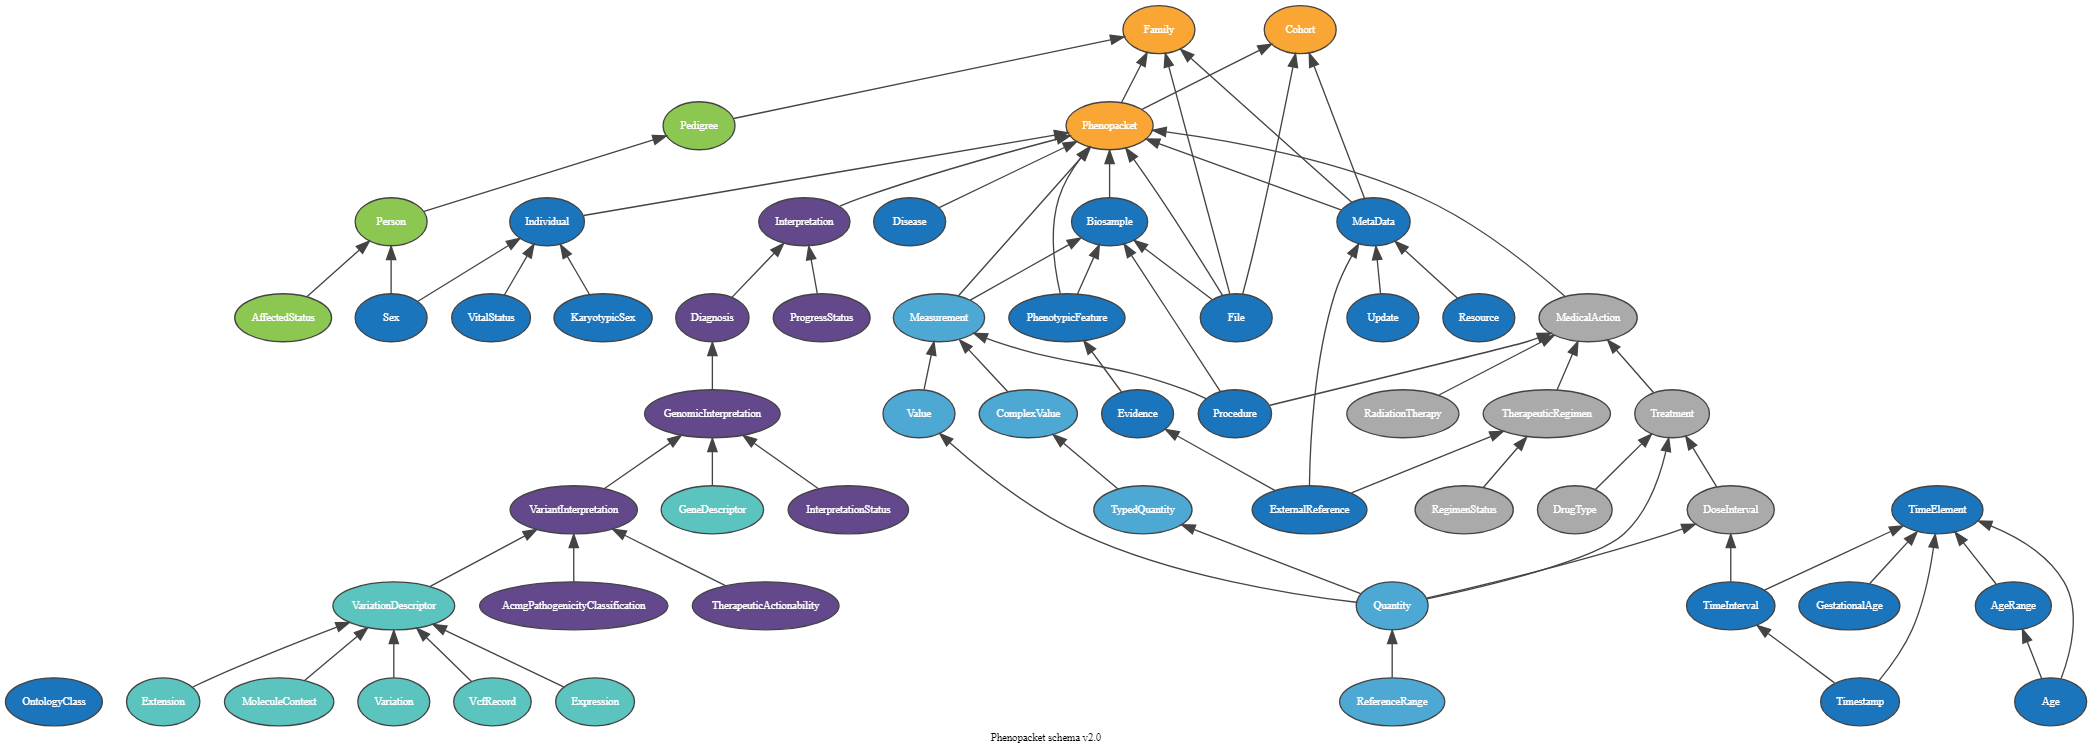 Family
Cohort
Pedigree
Phenopacket
Person
Individual
Interpretation
Disease
Biosample
MetaData
AffectedStatus
Sex
VitalStatus
KaryotypicSex
Diagnosis
ProgressStatus
Measurement
PhenotypicFeature
File
Update
Resource
MedicalAction
GenomicInterpretation
Value
ComplexValue
Evidence
Procedure
RadiationTherapy
TherapeuticRegimen
Treatment
VariantInterpretation
GeneDescriptor
InterpretationStatus
TypedQuantity
ExternalReference
RegimenStatus
DrugType
DoseInterval
TimeElement
VariationDescriptor
AcmgPathogenicityClassification
TherapeuticActionability
Quantity
TimeInterval
GestationalAge
AgeRange
OntologyClass
Extension
MoleculeContext
Variation
VcfRecord
Expression
ReferenceRange
Timestamp
Age
Phenopacket schema v2.0